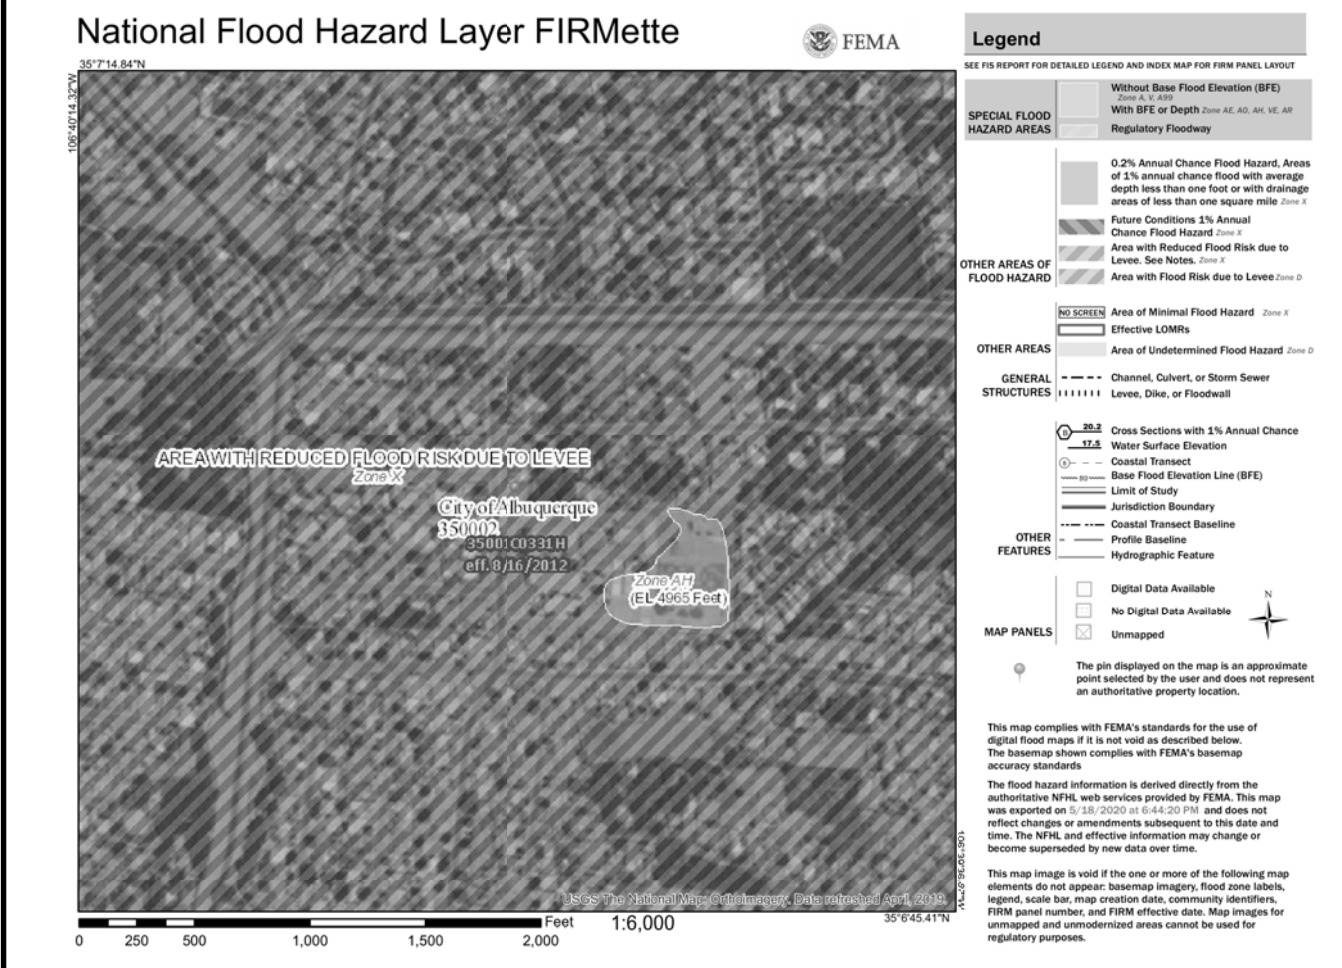 National Flood Hazard Layer FIRMette
FEMA
35°7'14.84"N
106°40'14.32"W
AREA WITH REDUCED FLOOD RISK DUE TO LEVEE
Zone X
City of Albuquerque
350002
35001C0331H
eff. 8/16/2012
Zone AH
(EL 4965 Feet)
USGS The National Map: Orthoimagery. Data refreshed April, 2019.
106°39'36.87"W
35°6'45.41"N
Feet
1:6,000
0
250
500
1,000
1,500
2,000
Legend
SEE FIS REPORT FOR DETAILED LEGEND AND INDEX MAP FOR FIRM PANEL LAYOUT
SPECIAL FLOOD
HAZARD AREAS
Without Base Flood Elevation (BFE)
Zone A, V, A99
With BFE or Depth Zone AE, AO, AH, VE, AR
Regulatory Floodway
0.2% Annual Chance Flood Hazard, Areas
of 1% annual chance flood with average
depth less than one foot or with drainage
areas of less than one square mile Zone X
Future Conditions 1% Annual
Chance Flood Hazard Zone X
Area with Reduced Flood Risk due to
Levee. See Notes. Zone X
Area with Flood Risk due to Levee Zone D
OTHER AREAS OF
FLOOD HAZARD
NO SCREEN
Area of Minimal Flood Hazard Zone X
Effective LOMRs
OTHER AREAS
Area of Undetermined Flood Hazard Zone D
GENERAL
STRUCTURES
Channel, Culvert, or Storm Sewer
Levee, Dike, or Floodwall
B
20.2
Cross Sections with 1% Annual Chance
17.5
Water Surface Elevation
8
Coastal Transect
513
Base Flood Elevation Line (BFE)
Limit of Study
Jurisdiction Boundary
Coastal Transect Baseline
OTHER
FEATURES
Profile Baseline
Hydrographic Feature
Digital Data Available
No Digital Data Available
MAP PANELS
Unmapped
N
The pin displayed on the map is an approximate
point selected by the user and does not represent
an authoritative property location.
This map complies with FEMA's standards for the use of
digital flood maps if it is not void as described below.
The basemap shown complies with FEMA's basemap
accuracy standards
The flood hazard information is derived directly from the
authoritative NFHL web services provided by FEMA. This map
was exported on 5/18/2020 at 6:44:20 PM and does not
reflect changes or amendments subsequent to this date and
time. The NFHL and effective information may change or
become superseded by new data over time.
This map image is void if the one or more of the following map
elements do not appear: basemap imagery, flood zone labels,
legend, scale bar, map creation date, community identifiers,
FIRM panel number, and FIRM effective date. Map images for
unmapped and unmodernized areas cannot be used for
regulatory purposes.